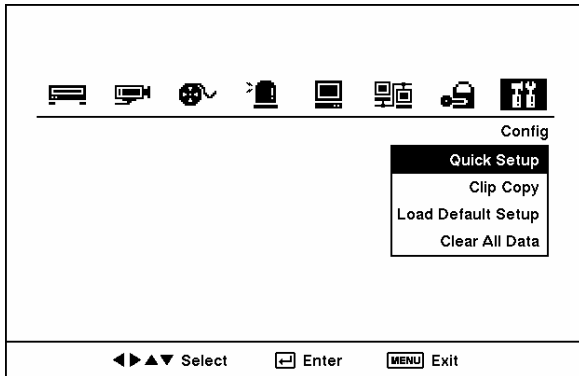 Config
Quick Setup
Clip Copy
Load Default Setup
Clear All Data
Select Enter MENU Exit